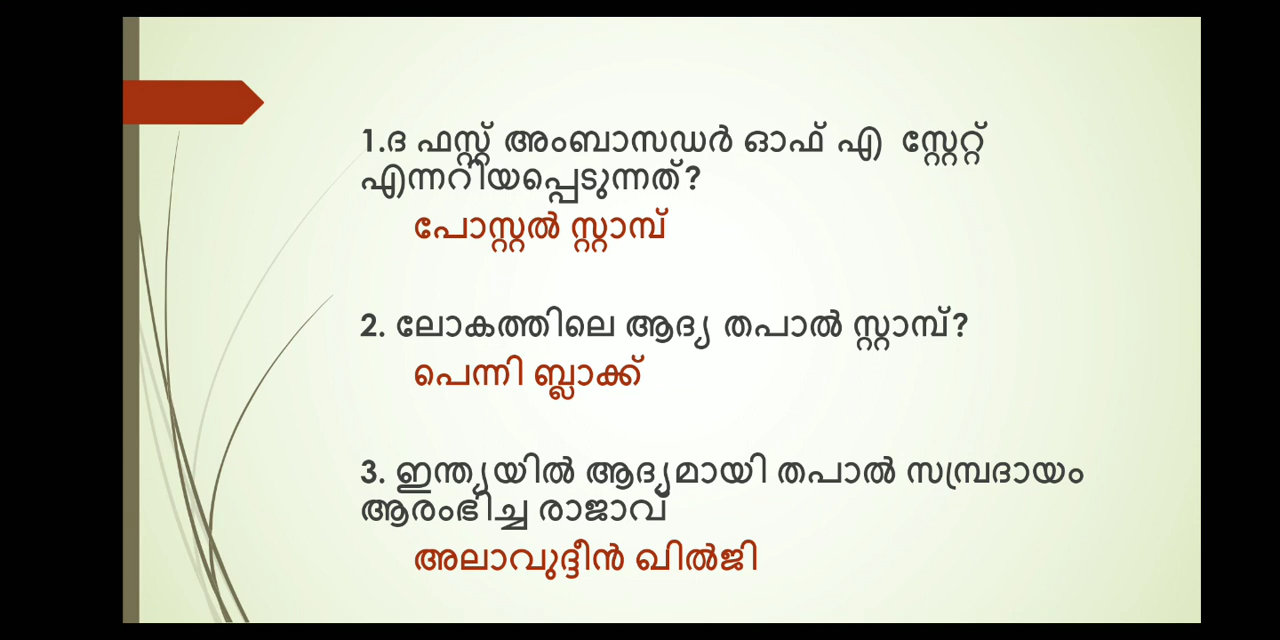 1.ദ ഫസ്റ്റ് അംബാസഡർ ഓഫ് എ സ്റ്റേറ്റ്
എന്നറിയപ്പെടുന്നത്?
പോസ്റ്റൽ സ്റ്റാമ്പ്
2. ലോകത്തിലെ ആദ്യ തപാൽ സ്റ്റാമ്പ്?
പെന്നി ബ്ലാക്ക്
3. ഇന്ത്യയിൽ ആദ്യമായി തപാൽ സമ്പ്രദായം
ആരംഭിച്ച രാജാവ്
അലാവുദ്ദീൻ ഖിൽജി